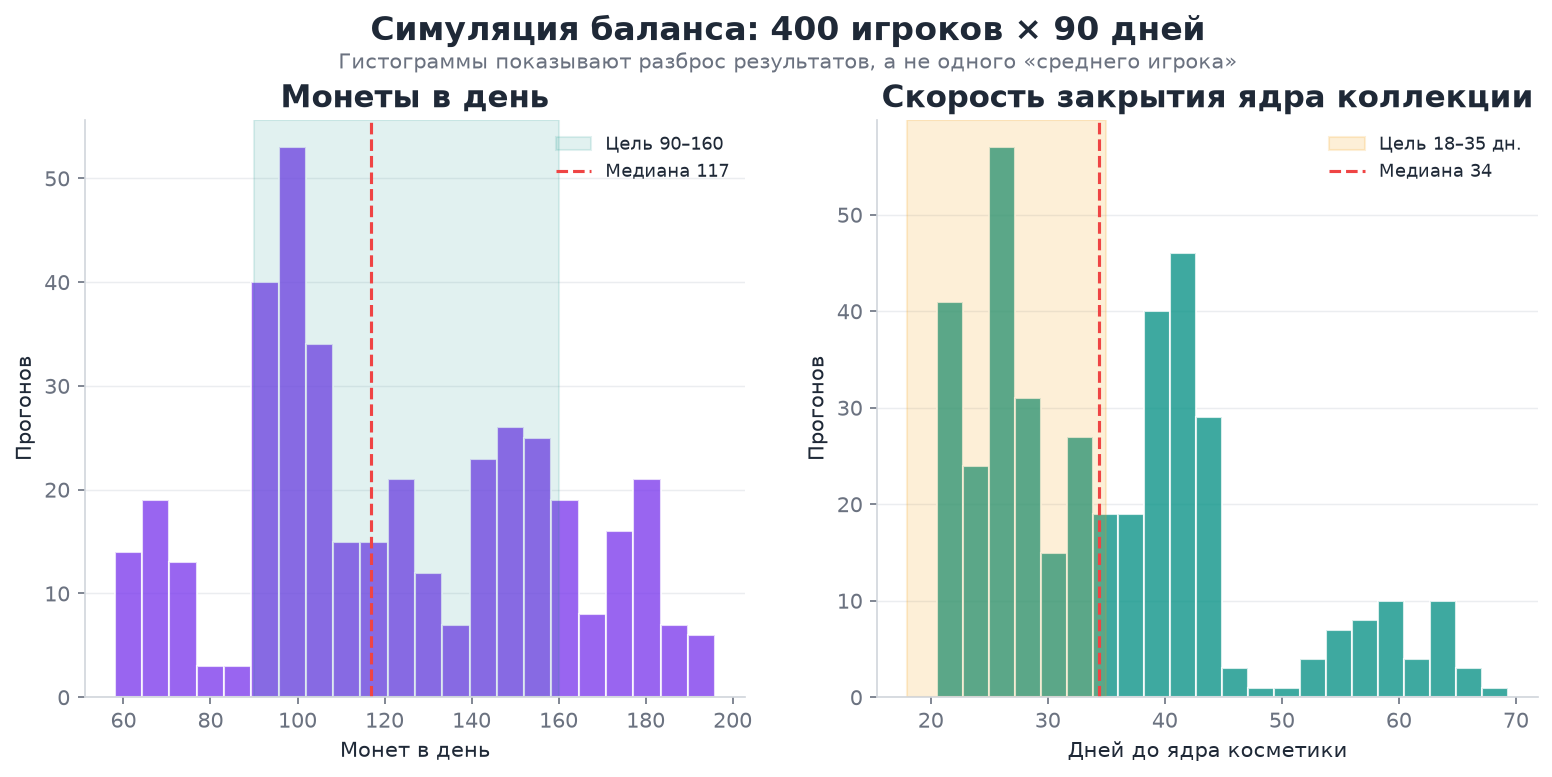 Симуляция баланса: 400 игроков × 90 дней
Гистограммы показывают разброс результатов, а не одного «среднего игрока»
Монеты в день
Цель 90–160
Медиана 117
Прогонов
50
40
30
20
10
0
60 80 100 120 140 160 180 200
Монет в день
Скорость закрытия ядра коллекции
Цель 18–35 дн.
Медиана 34
Прогонов
50
40
30
20
10
0
20 30 40 50 60 70
Дней до ядра косметики